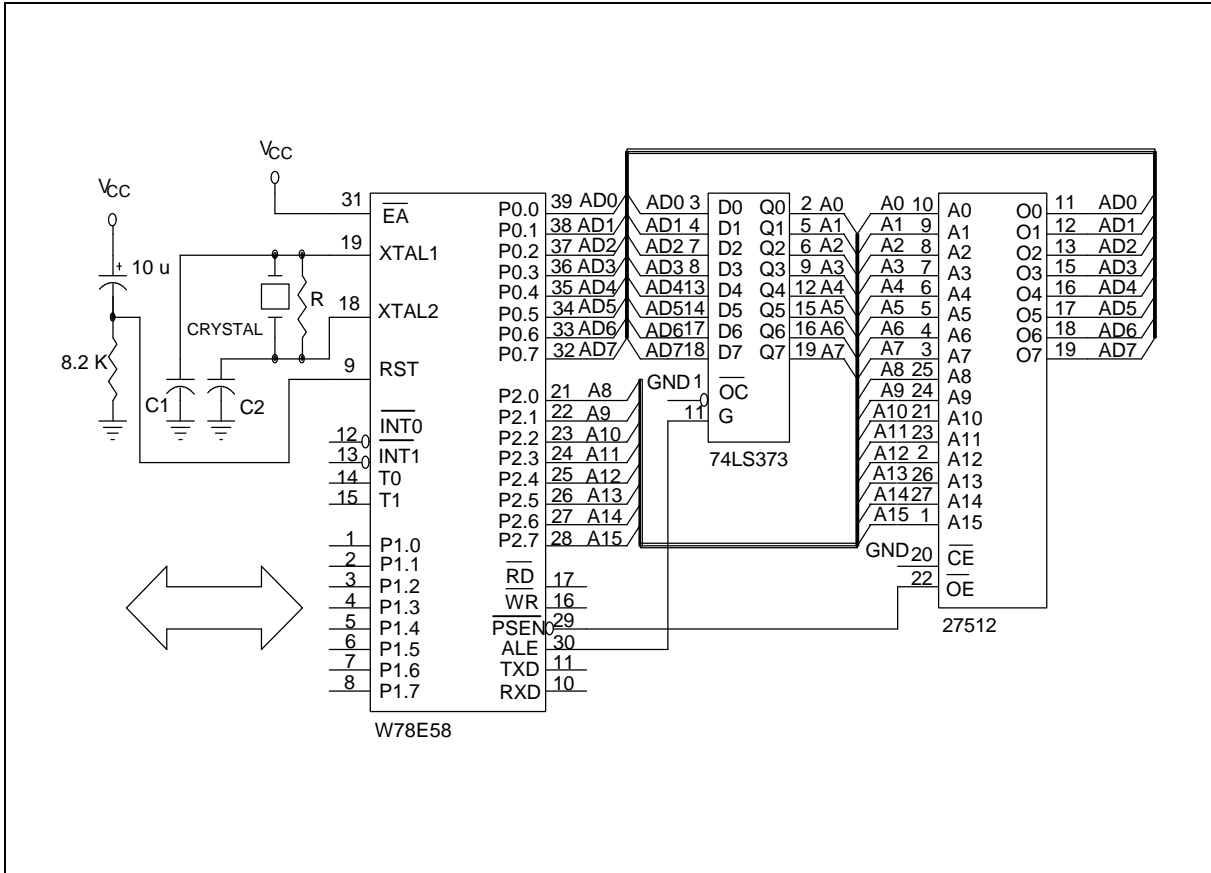 VCC
10 u
8.2 K
VCC
CRYSTAL
R
C1
C2
31 EA
19 XTAL1
18 XTAL2
9 RST
12 INT0
13 INT1
14 T0
15 T1
1 P1.0
2 P1.1
3 P1.2
4 P1.3
5 P1.4
6 P1.5
7 P1.6
8 P1.7
P0.0 39 AD0
P0.1 38 AD1
P0.2 37 AD2
P0.3 36 AD3
P0.4 35 AD4
P0.5 34 AD5
P0.6 33 AD6
P0.7 32 AD7
P2.0 21 A8
P2.1 22 A9
P2.2 23 A10
P2.3 24 A11
P2.4 25 A12
P2.5 26 A13
P2.6 27 A14
P2.7 28 A15
RD 17
WR 16
PSEN 29
ALE 30
TXD 11
RXD 10
W78E58
AD0 3 D0 Q0 2 A0
AD1 4 D1 Q1 5 A1
AD2 7 D2 Q2 6 A2
AD3 8 D3 Q3 9 A3
AD4 13 D4 Q4 12 A4
AD5 14 D5 Q5 15 A5
AD6 17 D6 Q6 16 A6
AD7 18 D7 Q7 19 A7
GND 1 OC
11 G
74LS373
A0 10 A0 O0 11 AD0
A1 9 A1 O1 12 AD1
A2 8 A2 O2 13 AD2
A3 7 A3 O3 15 AD3
A4 6 A4 O4 16 AD4
A5 5 A5 O5 17 AD5
A6 4 A6 O6 18 AD6
A7 3 A7 O7 19 AD7
A8 25 A8
A9 24 A9
A10 21 A10
A11 23 A11
A12 2 A12
A13 26 A13
A14 27 A14
A15 1 A15
GND 20 CE
22 OE
27512